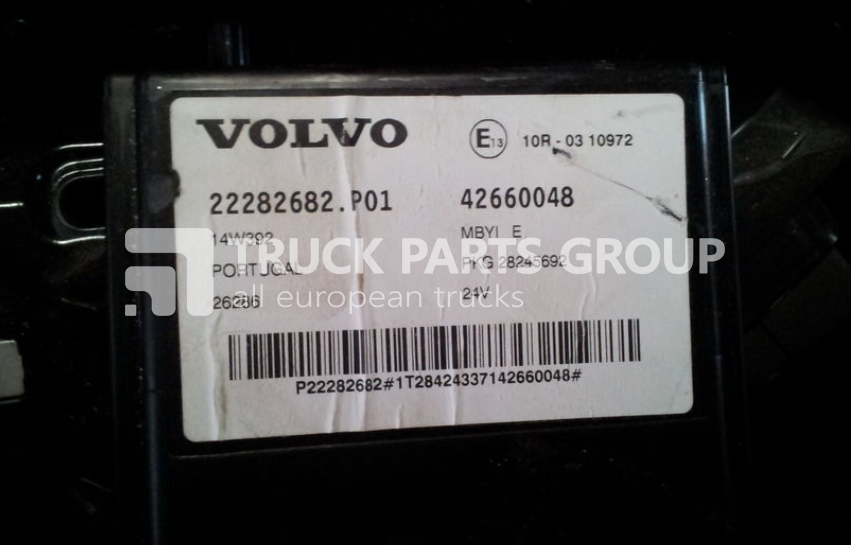 VOLVO E13 10R - 03 10972
22282682.P01 42660048
14W392 MBYI E
TRUCK PARTS GROUP
PORTUGAL PKG 28245692
all european trucks
26286 24V
P22282682#1T28424337142660048#